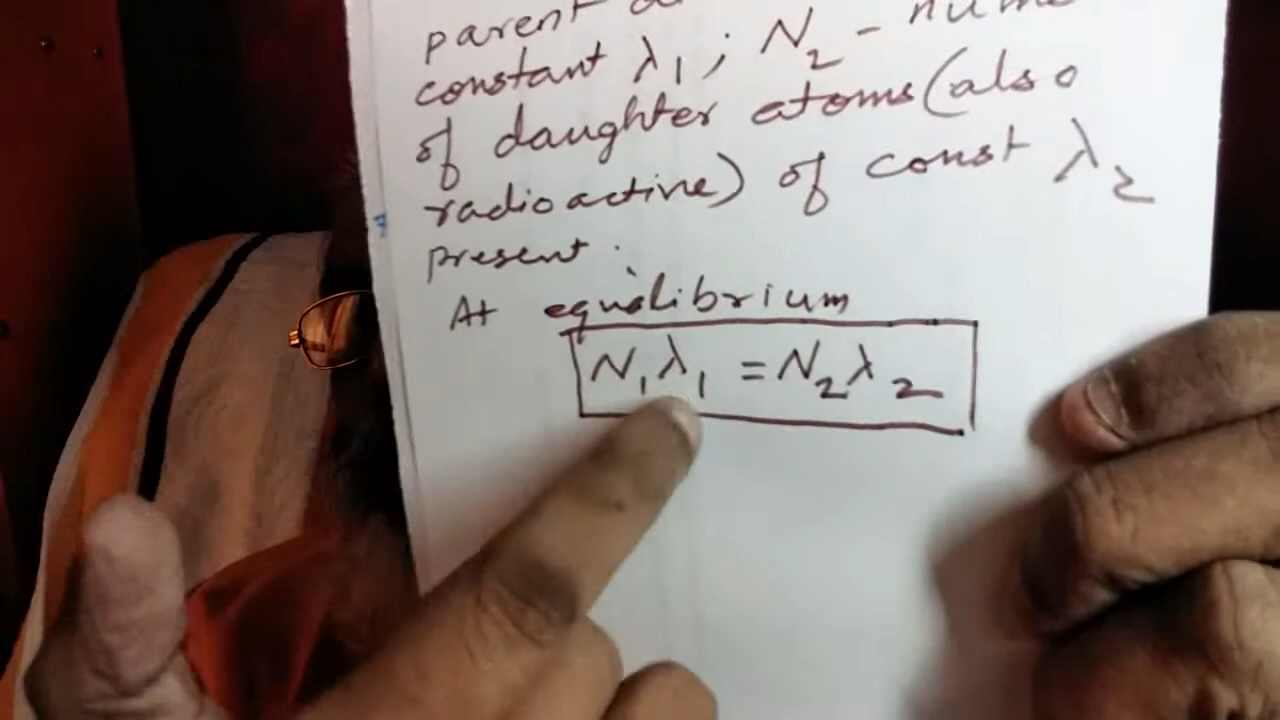 parent
constant λ₁ ; N₂ -
of daughter atoms (also
radioactive) of const λ₂
present.
At equilibrium
N₁λ₁ = N₂λ₂